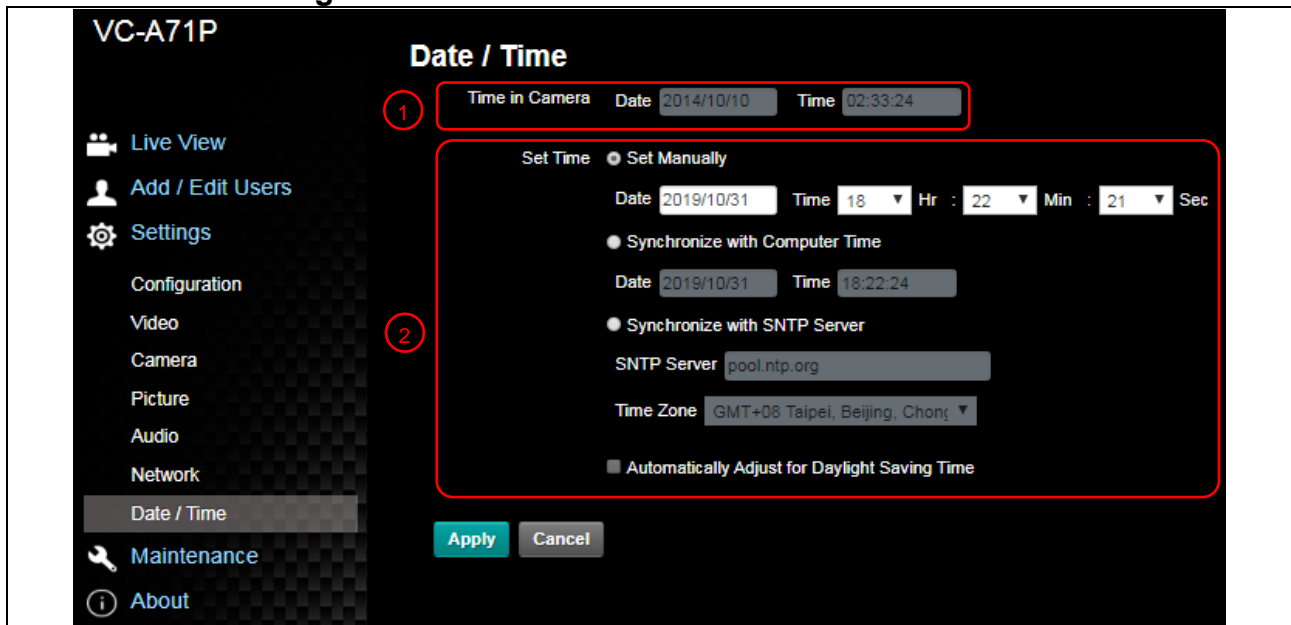 VC-A71P
Live View
Add / Edit Users
Settings
Configuration
Video
Camera
Picture
Audio
Network
Date / Time
Maintenance
About
Date / Time
1
Time in Camera Date 2014/10/10 Time 02:33:24
2
Set Time Set Manually
Date 2019/10/31 Time 18 Hr : 22 Min : 21 Sec
Synchronize with Computer Time
Date 2019/10/31 Time 18:22:24
Synchronize with SNTP Server
SNTP Server pool.ntp.org
Time Zone GMT+08 Taipei, Beijing,
Automatically Adjust for Daylight Saving Time
Apply Cancel